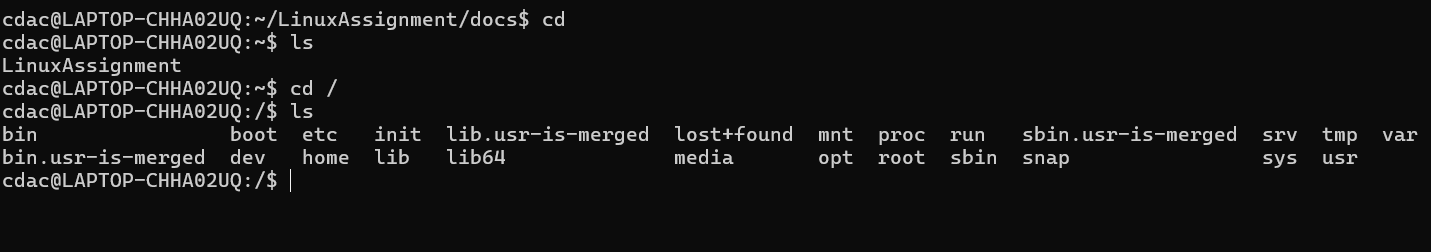 cdac@LAPTOP-CHHA02UQ:~/LinuxAssignment/docs$ cd
cdac@LAPTOP-CHHA02UQ:~$ ls
LinuxAssignment
cdac@LAPTOP-CHHA02UQ:~$ cd /
cdac@LAPTOP-CHHA02UQ:/$ ls
bin                boot  etc   init  lib.usr-is-merged  lost+found  mnt  proc  run   sbin.usr-is-merged  srv  tmp  var
bin.usr-is-merged  dev   home  lib   lib64              media       opt  root  sbin  snap                sys  usr
cdac@LAPTOP-CHHA02UQ:/$